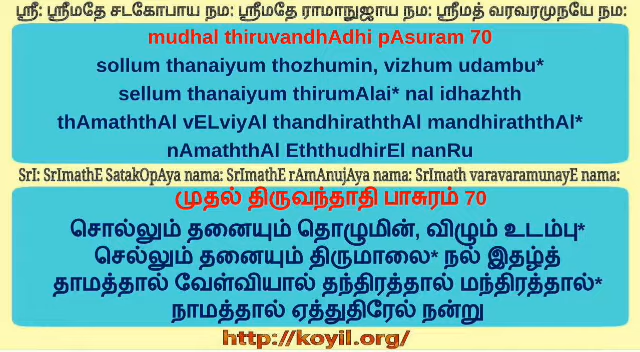 ஸ்ரீ: ஸ்ரீமதே சடகோபாய நம: ஸ்ரீமதே ராமாநுஜாய நம: ஸ்ரீமத் வரவரமுநயே நம:
mudhal thiruvandhAdhi pAsuram 70
sollum thanaiyum thozhumin, vizhum udambu*
sellum thanaiyum thirumAlai* nal idhazhth
thAmaththAl vELviyAl thandhiraththAl mandhiraththAl*
nAmaththAl EththudhirEl nanRu
SrI: SrImathE SatakOpAya nama: SrImathE rAmAnujAya nama: SrImath varavaramunayE nama:
முதல் திருவந்தாதி பாசுரம் 70
சொல்லும் தனையும் தொழுமின், விழும் உடம்பு*
செல்லும் தனையும் திருமாலை* நல் இதழ்த்
தாமத்தால் வேள்வியால் தந்திரத்தால் மந்திரத்தால்*
நாமத்தால் ஏத்துதிரேல் நன்று
http://koyil.org/